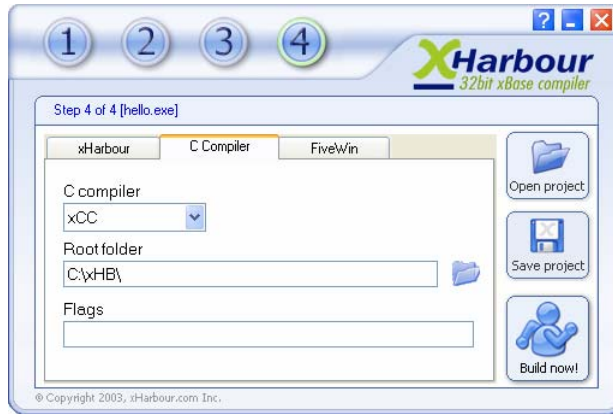 1 2 3 4
?
xHarbour
32bit xBase compiler
Step 4 of 4 [hello.exe]
xHarbour C Compiler FiveWin
C compiler
xCC
Root folder
C:\xHB\
Flags
Open project
Save project
Build now!
© Copyright 2003, xHarbour.com Inc.